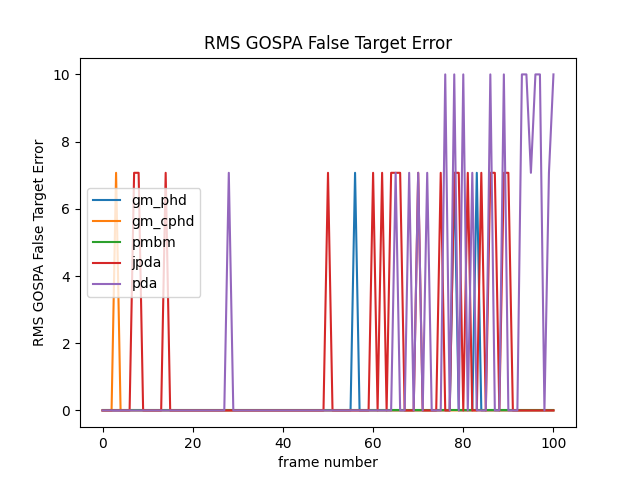 RMS GOSPA False Target Error
RMS GOSPA False Target Error
10
8
6
4
2
0
gm_phd
gm_cphd
pmbm
jpda
pda
0 20 40 60 80 100
frame number